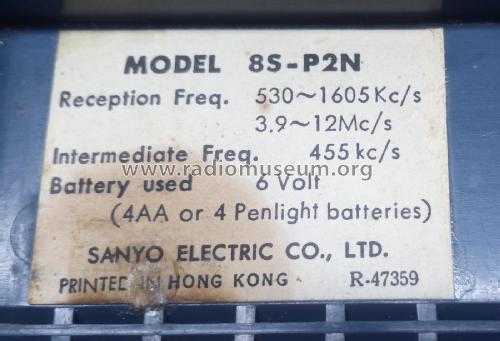 MODEL 8S-P2N
Reception Freq. 530~1605Kc/s
3.9~12Mc/s
Intermediate Freq. 455kc/s
© www.radiomuseum.org
Battery used 6 Volt
(4AA or 4 Penlight batteries)
SANYO ELECTRIC CO., LTD.
PRINTED IN HONG KONG R-47359